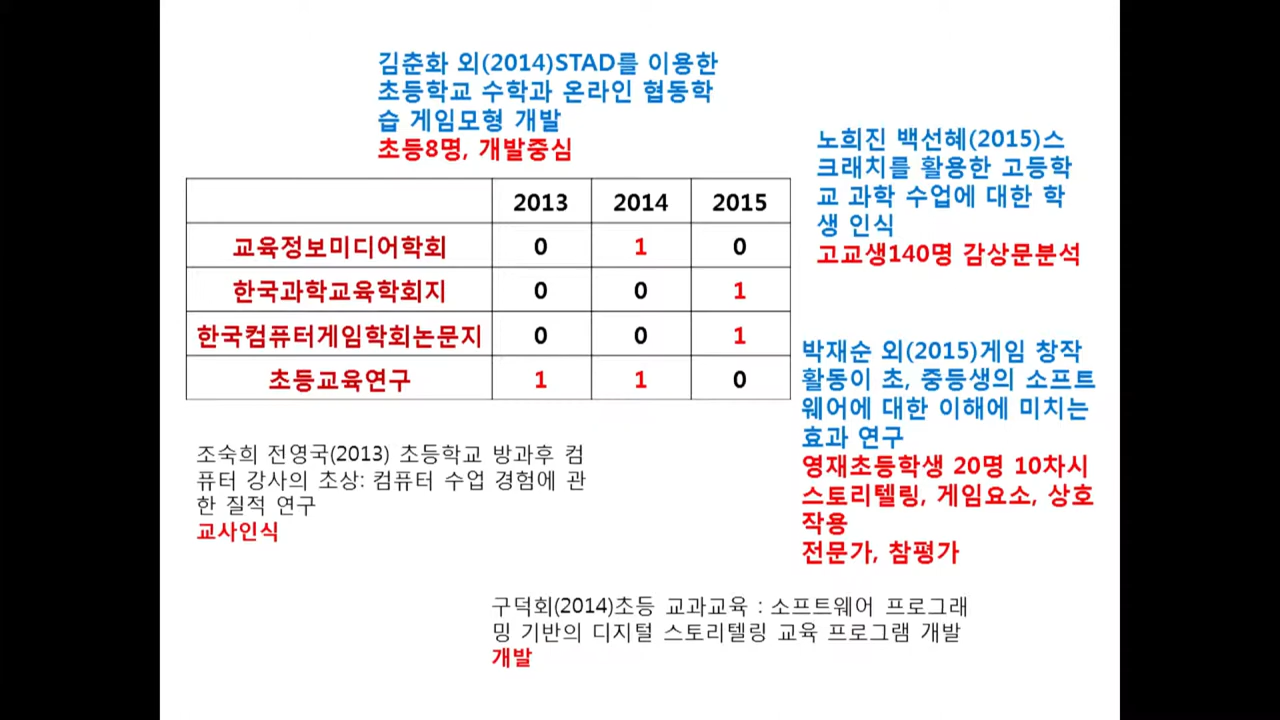 김춘화 외(2014)STAD를 이용한
초등학교 수학과 온라인 협동학
습 게임모형 개발
초등8명, 개발중심
노희진 백선혜(2015)스
크래치를 활용한 고등학
교 과학 수업에 대한 학
생 인식
고교생140명 감상문분석
2013 2014 2015
교육정보미디어학회 0 1 0
한국과학교육학회지 0 0 1
한국컴퓨터게임학회논문지 0 0 1
초등교육연구 1 1 0
박재순 외(2015)게임 창작
활동이 초, 중등생의 소프트
웨어에 대한 이해에 미치는
효과 연구
영재초등학생 20명 10차시
스토리텔링, 게임요소, 상호
작용
전문가, 참평가
조숙희 전영국(2013) 초등학교 방과후 컴
퓨터 강사의 초상: 컴퓨터 수업 경험에 관
한 질적 연구
교사인식
구덕회(2014)초등 교과교육 : 소프트웨어 프로그래
밍 기반의 디지털 스토리텔링 교육 프로그램 개발
개발